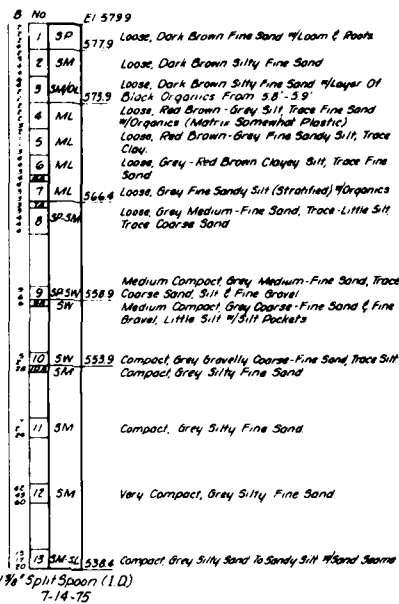 B No El 579.9
1 SP Loose, Dark Brown Fine Sand w/Loam & Roots
577.9
2 SM Loose, Dark Brown Silty Fine Sand
3 SM/OL Loose, Dark Brown Silty Fine Sand w/Layer Of
573.9 Black Organics From 5.8'-5.9'
4 ML Loose, Red Brown-Grey Silt, Trace Fine Sand
w/Organics (Matrix Somewhat Plastic)
5 ML Loose, Red Brown-Grey Fine Sandy Silt, Trace
Clay.
6 ML Loose, Grey-Red Brown Clayey Silt, Trace Fine
Sand
7 ML 566.4 Loose, Grey Fine Sandy Silt (Stratified) w/Organics
8 SP-SM Loose, Grey Medium-Fine Sand, Trace-Little Silt,
Trace Coarse Sand
Medium Compact, Grey Medium-Fine Sand, Trace
9 SP-SW 558.9 Coarse Sand, Silt & Fine Gravel
SW Medium Compact, Grey Coarse-Fine Sand & Fine
Gravel, Little Silt w/Silt Pockets
10 SW 553.9 Compact, Grey Gravelly Coarse-Fine Sand, Trace Silt
SM Compact, Grey Silty Fine Sand
11 SM Compact, Grey Silty Fine Sand.
12 SM Very Compact, Grey Silty Fine Sand.
13 SM-SL 538.4 Compact, Grey Silty Sand To Sandy Silt w/Sand Seams
1 3/8" Split Spoon (I.D.)
7-14-75